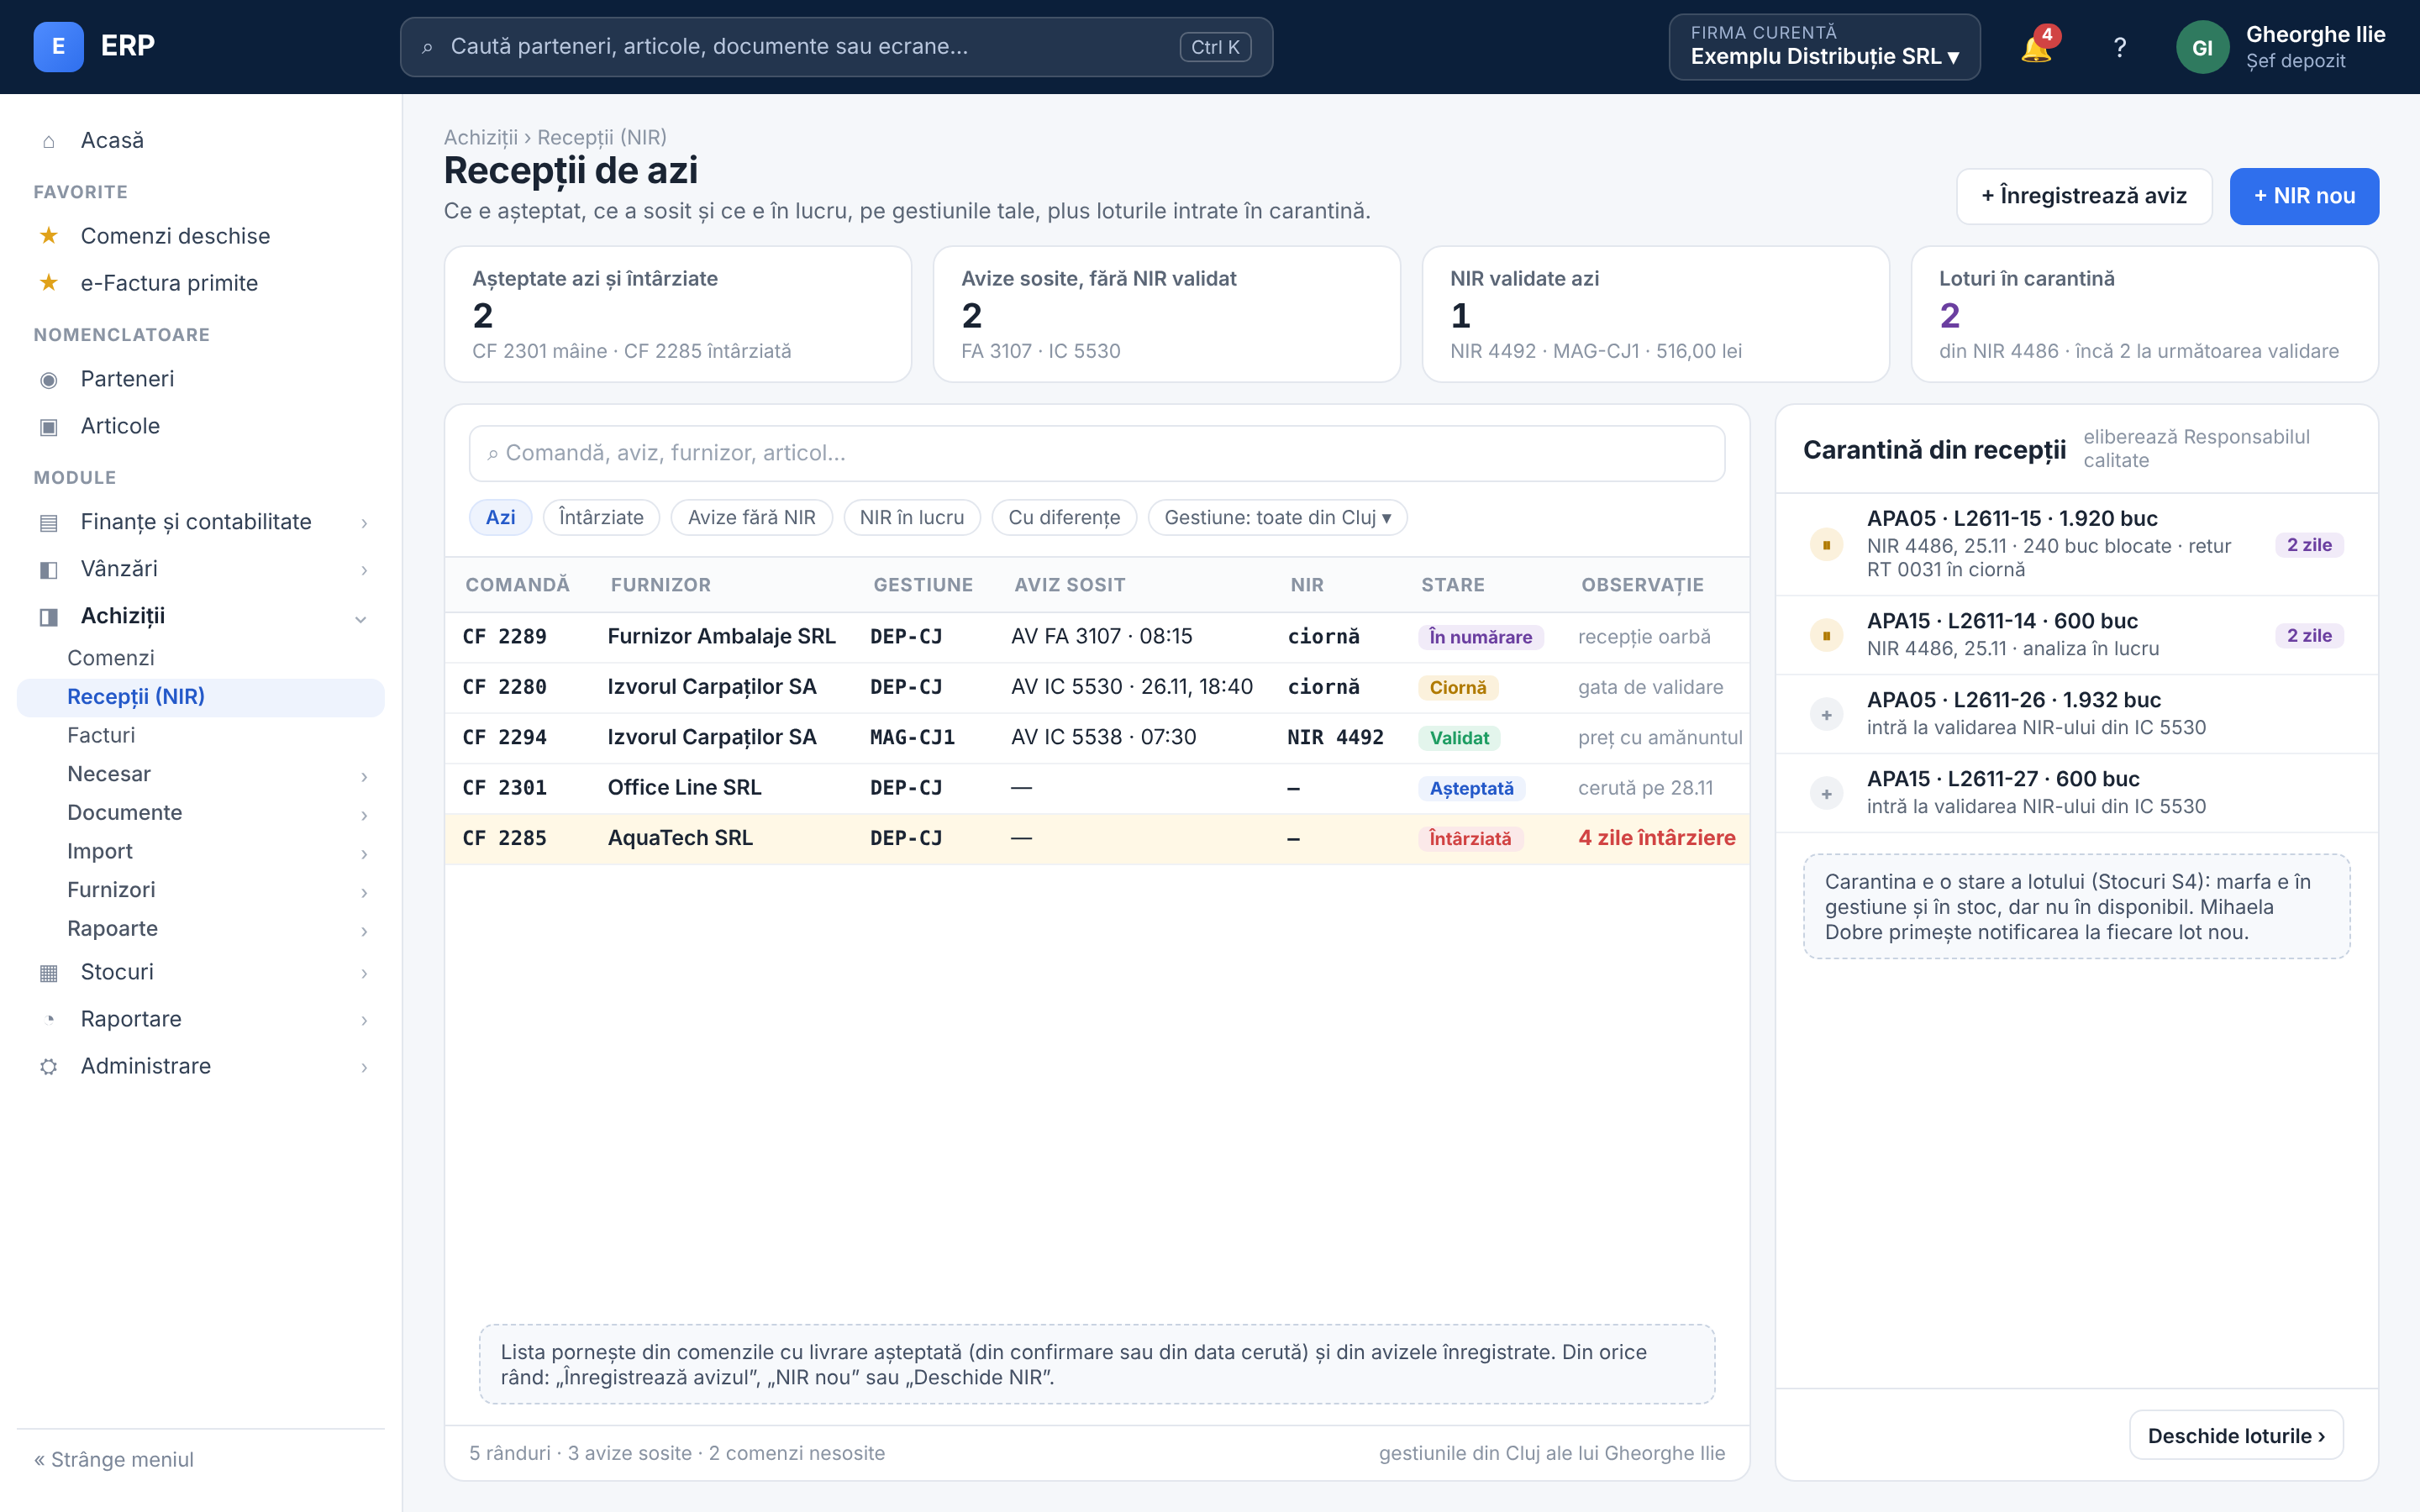 E ERP
Caută parteneri, articole, documente sau ecrane... Ctrl K
FIRMA CURENTĂ
Exemplu Distribuție SRL ▾
4
?
GI
Gheorghe Ilie
Șef depozit
Acasă
FAVORITE
★ Comenzi deschise
★ e-Factura primite
NOMENCLATOARE
Parteneri
Articole
MODULE
Finanțe și contabilitate ›
Vânzări ›
Achiziții
Comenzi
Recepții (NIR)
Facturi
Necesar ›
Documente ›
Import ›
Furnizori ›
Rapoarte ›
Stocuri ›
Raportare ›
Administrare ›
« Strânge meniul
Achiziții › Recepții (NIR)
Recepții de azi
Ce e așteptat, ce a sosit și ce e în lucru, pe gestiunile tale, plus loturile intrate în carantină.
+ Înregistrează aviz
+ NIR nou
Așteptate azi și întârziate
2
CF 2301 mâine · CF 2285 întârziată
Avize sosite, fără NIR validat
2
FA 3107 · IC 5530
NIR validate azi
1
NIR 4492 · MAG-CJ1 · 516,00 lei
Loturi în carantină
2
din NIR 4486 · încă 2 la următoarea validare
Comandă, aviz, furnizor, articol...
Azi Întârziate Avize fără NIR NIR în lucru Cu diferențe Gestiune: toate din Cluj ▾
COMANDĂ FURNIZOR GESTIUNE AVIZ SOSIT NIR STARE OBSERVAȚIE
CF 2289 Furnizor Ambalaje SRL DEP-CJ AV FA 3107 · 08:15 ciornă În numărare recepție oarbă
CF 2280 Izvorul Carpaților SA DEP-CJ AV IC 5530 · 26.11, 18:40 ciornă Ciornă gata de validare
CF 2294 Izvorul Carpaților SA MAG-CJ1 AV IC 5538 · 07:30 NIR 4492 Validat preț cu amănuntul
CF 2301 Office Line SRL DEP-CJ — — Așteptată cerută pe 28.11
CF 2285 AquaTech SRL DEP-CJ — — Întârziată 4 zile întârziere
Lista pornește din comenzile cu livrare așteptată (din confirmare sau din data cerută) și din avizele înregistrate. Din orice
rând: „Înregistrează avizul”, „NIR nou” sau „Deschide NIR”.
5 rânduri · 3 avize sosite · 2 comenzi nesosite
gestiunile din Cluj ale lui Gheorghe Ilie
Carantină din recepții
eliberează Responsabilul
calitate
APA05 · L2611-15 · 1.920 buc
NIR 4486, 25.11 · 240 buc blocate · retur
RT 0031 în ciornă
2 zile
APA15 · L2611-14 · 600 buc
NIR 4486, 25.11 · analiza în lucru
2 zile
+ APA05 · L2611-26 · 1.932 buc
intră la validarea NIR-ului din IC 5530
+ APA15 · L2611-27 · 600 buc
intră la validarea NIR-ului din IC 5530
Carantina e o stare a lotului (Stocuri S4): marfa e în
gestiune și în stoc, dar nu în disponibil. Mihaela
Dobre primește notificarea la fiecare lot nou.
Deschide loturile ›